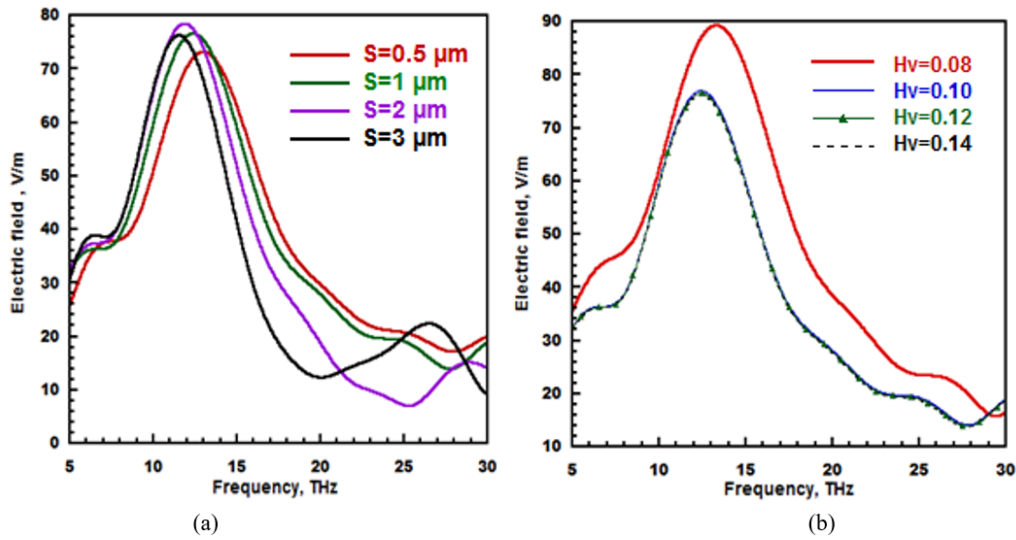 80
70
60
50
40
30
20
10
0
5
10
15
20
25
30
Electric field , V/m
Frequency, THz
S=0.5 µm
S=1 µm
S=2 µm
S=3 µm
(a)
90
80
70
60
50
40
30
20
10
5
10
15
20
25
30
Electric field, V/m
Frequency, THz
Hv=0.08
Hv=0.10
Hv=0.12
Hv=0.14
(b)